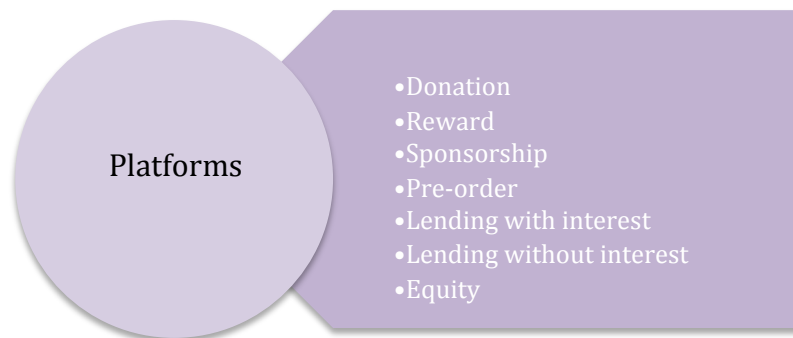 Platforms
•Donation
•Reward
•Sponsorship
•Pre-order
•Lending with interest
•Lending without interest
•Equity